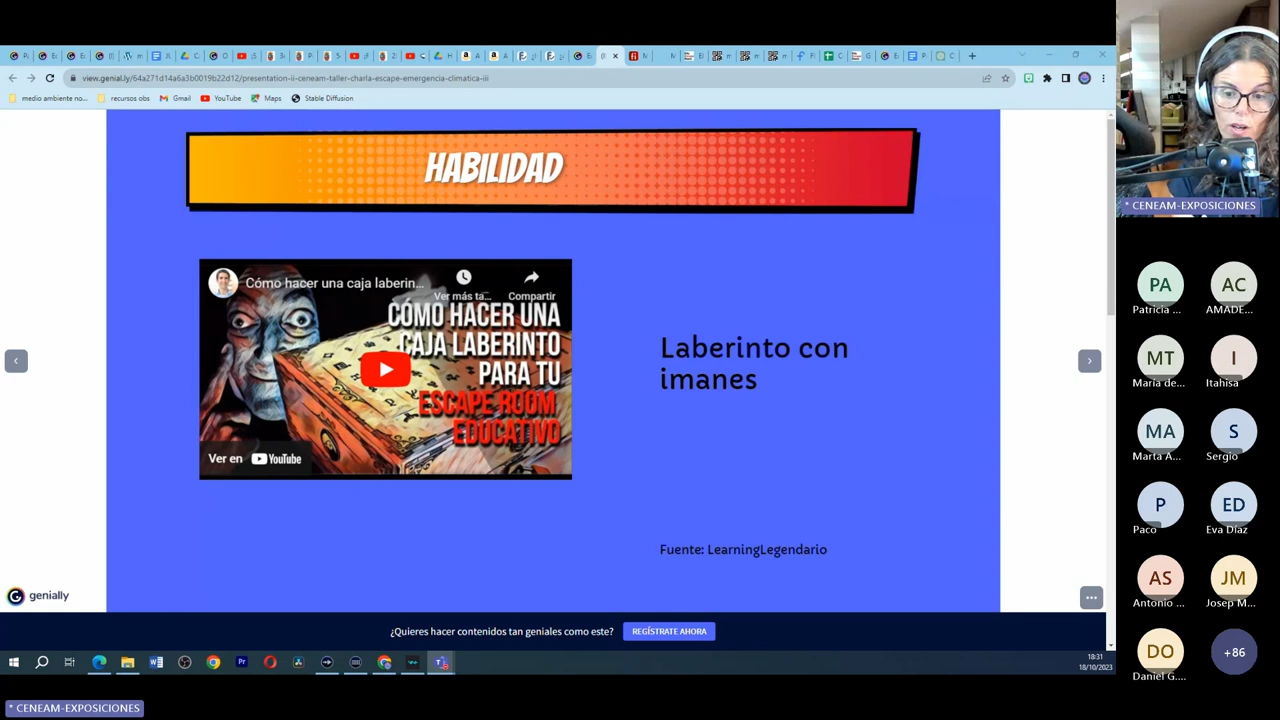 view.genial.ly/64a271d14a6a3b0019b22d12/presentation-ii-ceneam-taller-charla-escape-emergencia-climatica-iii
medio ambiente no...
recursos obs
Gmail
YouTube
Maps
Stable Diffusion
HABILIDAD
Cómo hacer una caja laberin...
Ver más ta...
Compartir
CÓMO HACER UNA
CAJA LABERINTO
PARA TU
ESCAPE ROOM
EDUCATIVO
Ver en YouTube
Laberinto con
imanes
Fuente: LearningLegendario
genially
¿Quieres hacer contenidos tan geniales como este?
REGÍSTRATE AHORA
18:31
18/10/2023
* CENEAM-EXPOSICIONES
* CENEAM-EXPOSICIONES
PA
Patricia ...
AC
AMADE...
MT
María de...
I
Itahisa
MA
Marta A...
S
Sergio
P
Paco
ED
Eva Díaz
AS
Antonio ...
JM
Josep M...
DO
Daniel G....
+86